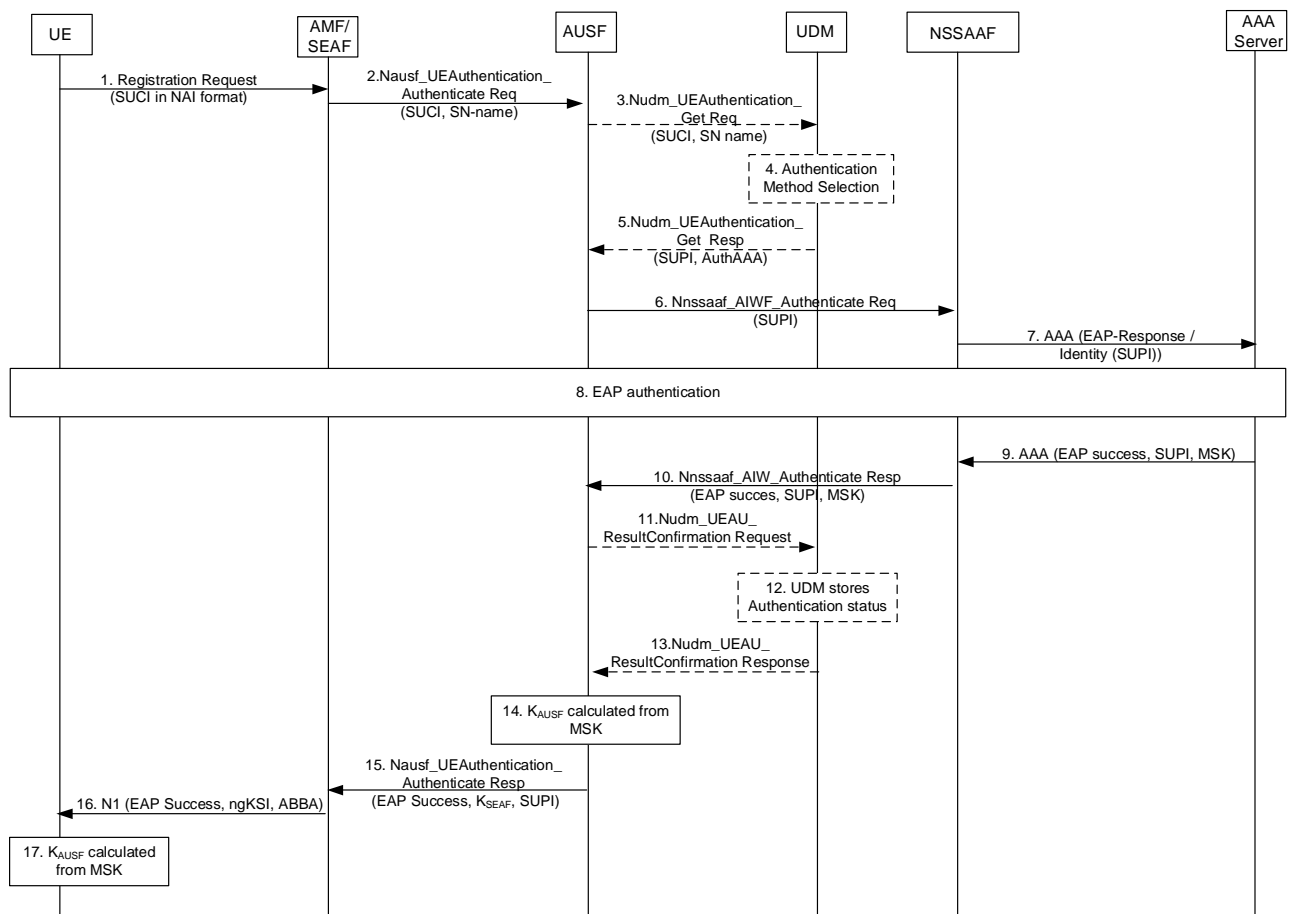 UE
AMF/
SEAF
AUSF
UDM
NSSAAF
AAA
Server
1. Registration Request
(SUCI in NAI format)
2.Nausf_UEAuthentication_
Authenticate Req
(SUCI, SN-name)
3.Nudm_UEAuthentication_
Get Req
(SUCI, SN name)
4. Authentication
Method Selection
5.Nudm_UEAuthentication_
Get Resp
(SUPI, AuthAAA)
6. Nnssaaf_AIWF_Authenticate Req
(SUPI)
7. AAA (EAP-Response /
Identity (SUPI))
8. EAP authentication
9. AAA (EAP success, SUPI, MSK)
10. Nnssaaf_AIW_Authenticate Resp
(EAP succes, SUPI, MSK)
11.Nudm_UEAU_
ResultConfirmation Request
12. UDM stores
Authentication status
13.Nudm_UEAU_
ResultConfirmation Response
14. KAUSF calculated from
MSK
15. Nausf_UEAuthentication_
Authenticate Resp
(EAP Success, KSEAF, SUPI)
16. N1 (EAP Success, ngKSI, ABBA)
17. KAUSF calculated
from MSK